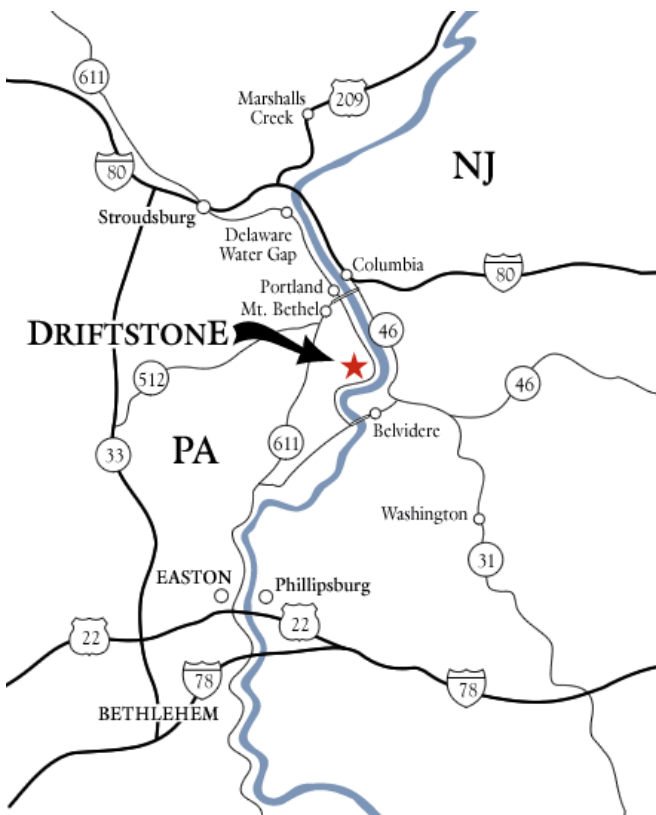 611
Marshalls
Creek
209
NJ
80
Stroudsburg
Delaware
Water Gap
Columbia
80
Portland
Mt. Bethel
DRIFTSTONE
46
512
46
Belvidere
611
PA
33
Washington
31
EASTON
Phillipsburg
22
22
78
78
BETHLEHEM